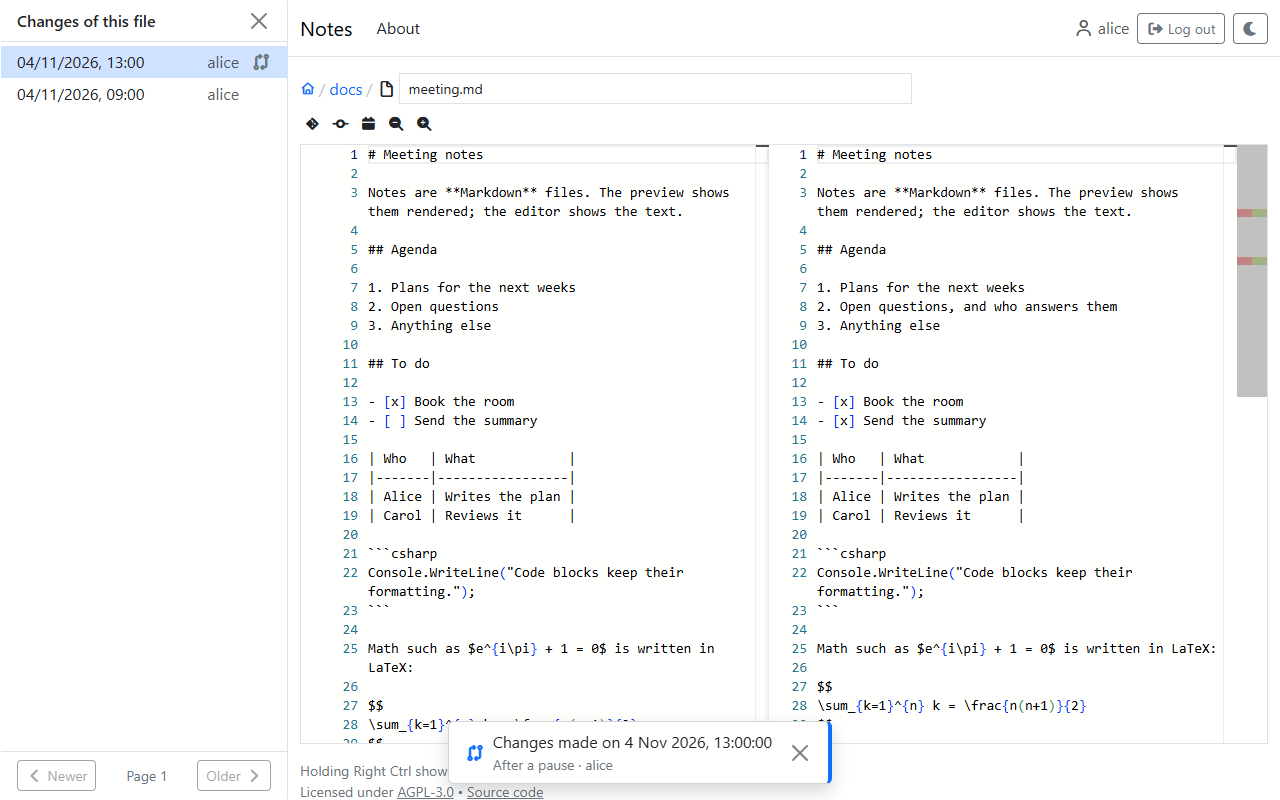 Changes of this file
04/11/2026, 13:00 alice
04/11/2026, 09:00 alice
Newer Page 1 Older
Notes About alice Log out
/ docs / meeting.md
1 # Meeting notes
2
3 Notes are **Markdown** files. The preview shows
them rendered; the editor shows the text.
4
5 ## Agenda
6
7 1. Plans for the next weeks
8 2. Open questions
9 3. Anything else
10
11 ## To do
12
13 - [x] Book the room
14 - [ ] Send the summary
15
16 | Who   | What            |
17 |-------|-----------------|
18 | Alice | Writes the plan |
19 | Carol | Reviews it      |
20
21 ```csharp
22 Console.WriteLine("Code blocks keep their
formatting.");
23 ```
24
25 Math such as $e^{i\pi} + 1 = 0$ is written in
LaTeX:
26
27 $$
28 \sum_{k=1}^
29 $$
1 # Meeting notes
2
3 Notes are **Markdown** files. The preview shows
them rendered; the editor shows the text.
4
5 ## Agenda
6
7 1. Plans for the next weeks
8 2. Open questions, and who answers them
9 3. Anything else
10
11 ## To do
12
13 - [x] Book the room
14 - [x] Send the summary
15
16 | Who   | What            |
17 |-------|-----------------|
18 | Alice | Writes the plan |
19 | Carol | Reviews it      |
20
21 ```csharp
22 Console.WriteLine("Code blocks keep their
formatting.");
23 ```
24
25 Math such as $e^{i\pi} + 1 = 0$ is written in LaTeX:
26
27 $$
28 \sum_{k=1}^{n} k = \frac{n(n+1)}{2}
Changes made on 4 Nov 2026, 13:00:00
After a pause · alice
Holding Right Ctrl show
Licensed under AGPL-3.0 • Source code